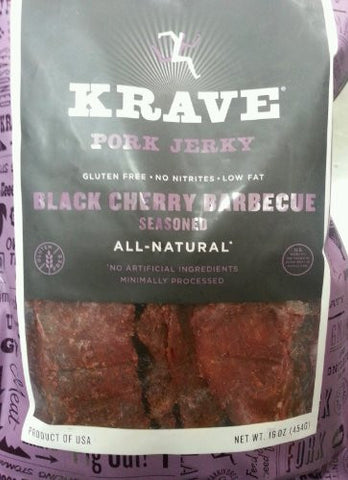 KRAVE®
PORK JERKY
GLUTEN FREE • NO NITRITES • LOW FAT
BLACK CHERRY BARBECUE
SEASONED
ALL-NATURAL*
*NO ARTIFICIAL INGREDIENTS
MINIMALLY PROCESSED
PRODUCT OF USA
NET WT. 16 OZ (454G)